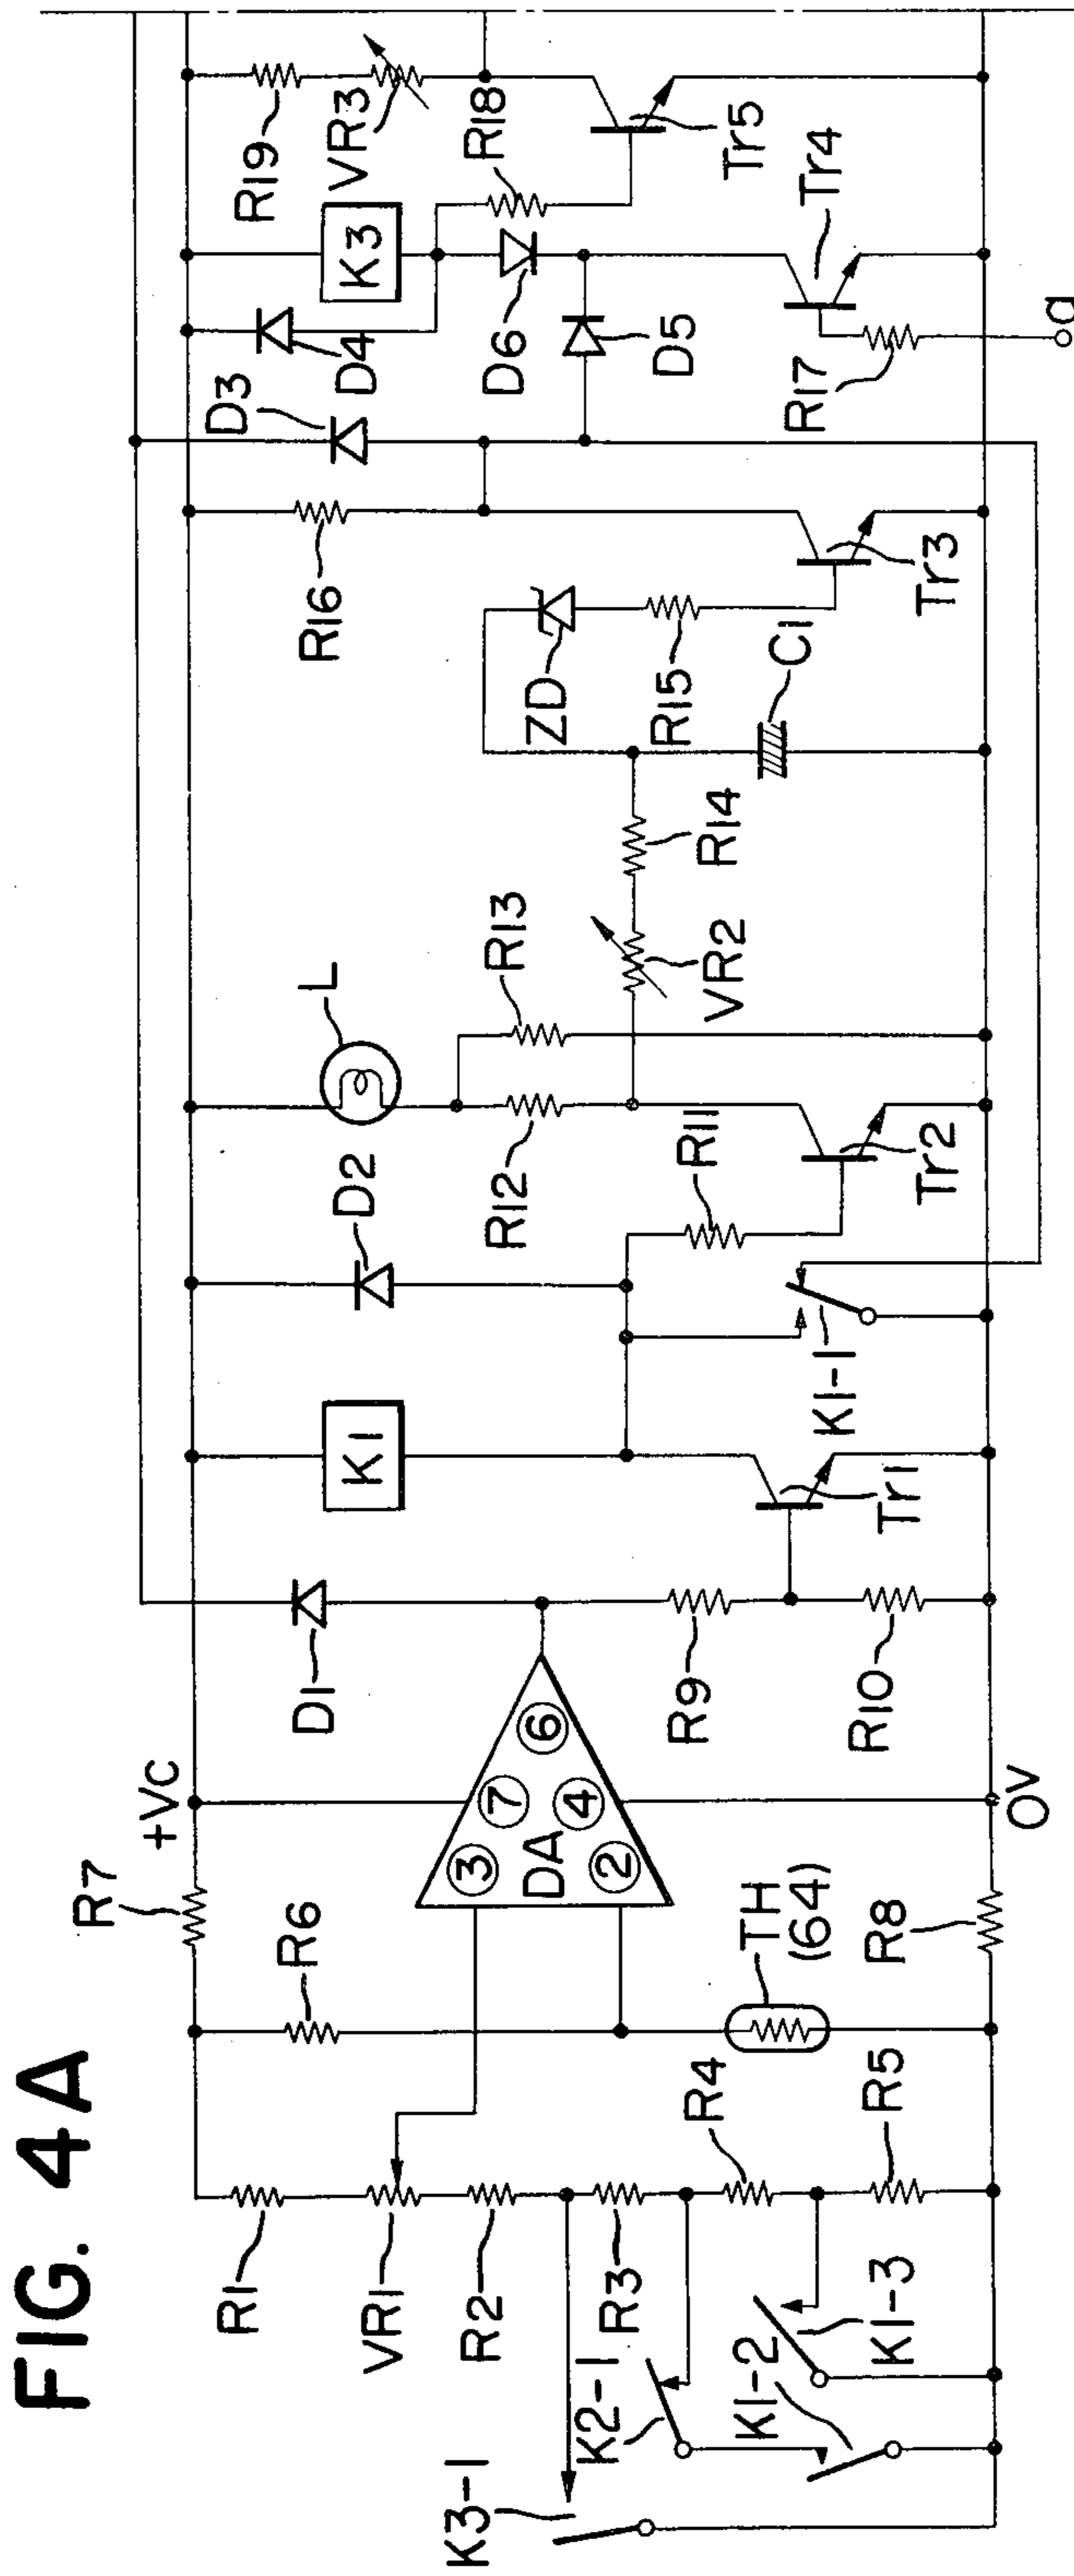 FIG. 4A
+Vc
R7
R1
VR1
R2
R3
R4
R5
R6
TH
(64)
R8
0V
K3-1
K2-1
K1-2
K1-3
DA
3
7
6
4
2
D1
R9
R10
K1
Tr1
K1-1
D2
R11
Tr2
L
R12
R13
VR2
R14
C1
ZD
R15
R16
Tr3
D3
D4
D5
D6
K3
R17
Tr4
R18
Tr5
R19
VR3
a